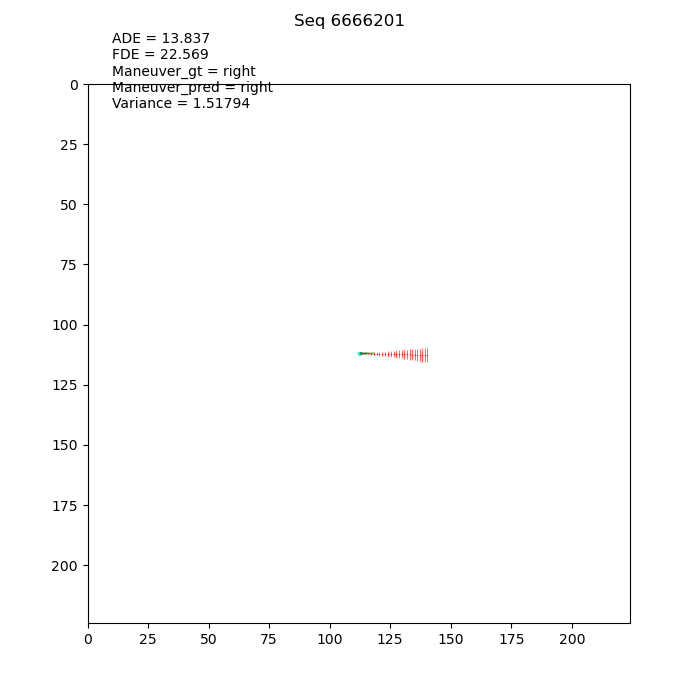 Seq 6666201
ADE = 13.837
FDE = 22.569
Maneuver_gt = right
Maneuver_pred = right
Variance = 1.51794
0
25
50
75
100
125
150
175
200
0 25 50 75 100 125 150 175 200